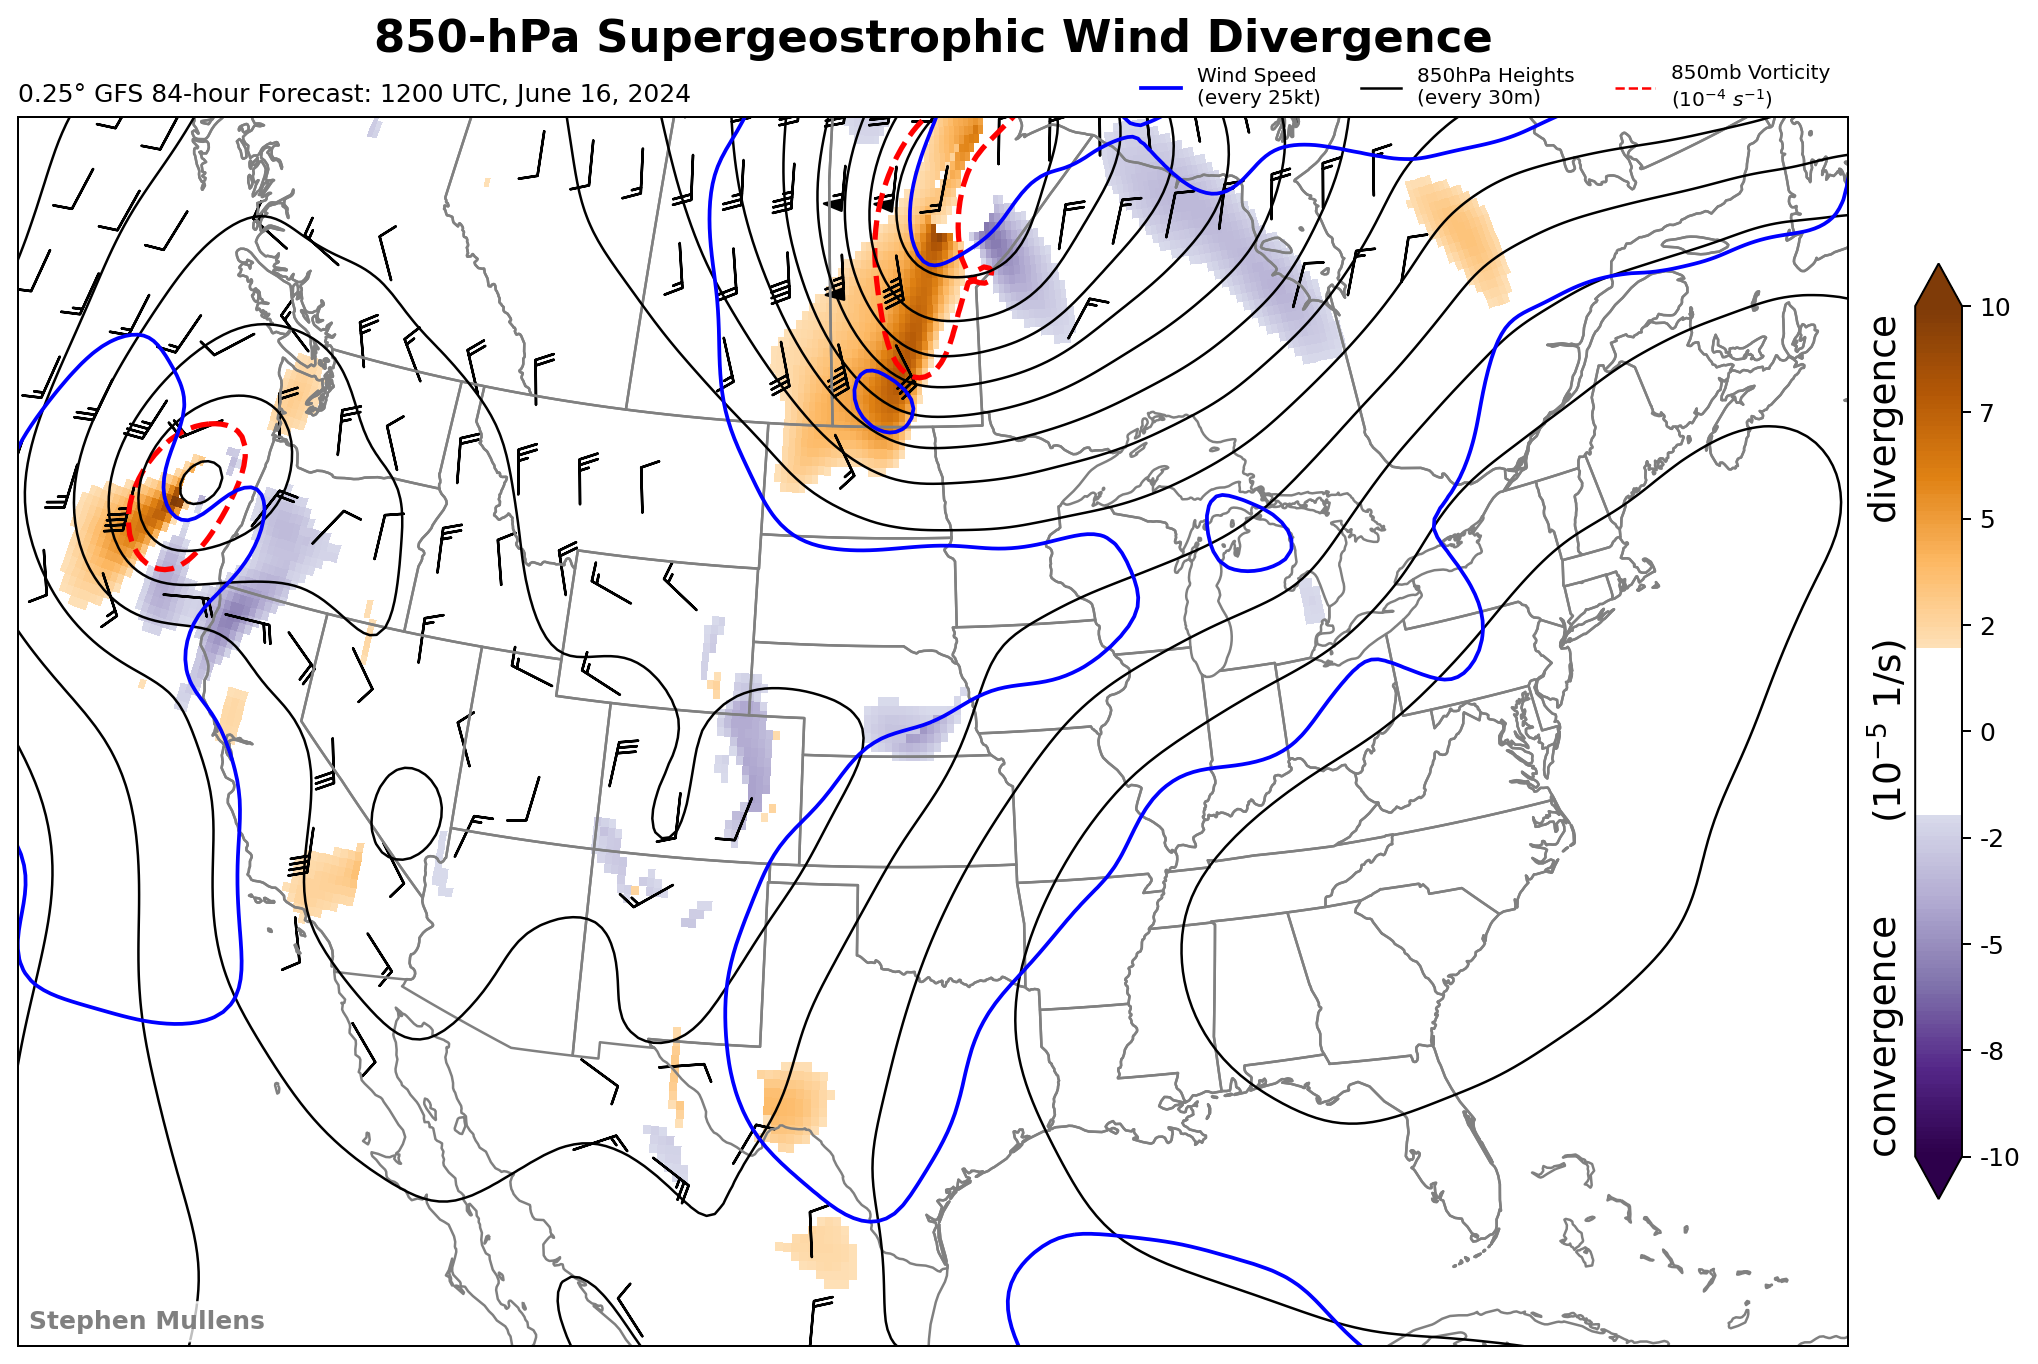 850-hPa Supergeostrophic Wind Divergence
0.25° GFS 84-hour Forecast: 1200 UTC, June 16, 2024
Wind Speed
(every 25kt)
850hPa Heights
(every 30m)
850mb Vorticity
(10⁻⁴ s⁻¹)
10
7
5
2
0
-2
-5
-8
-10
divergence
(10⁻⁵ 1/s)
convergence
Stephen Mullens